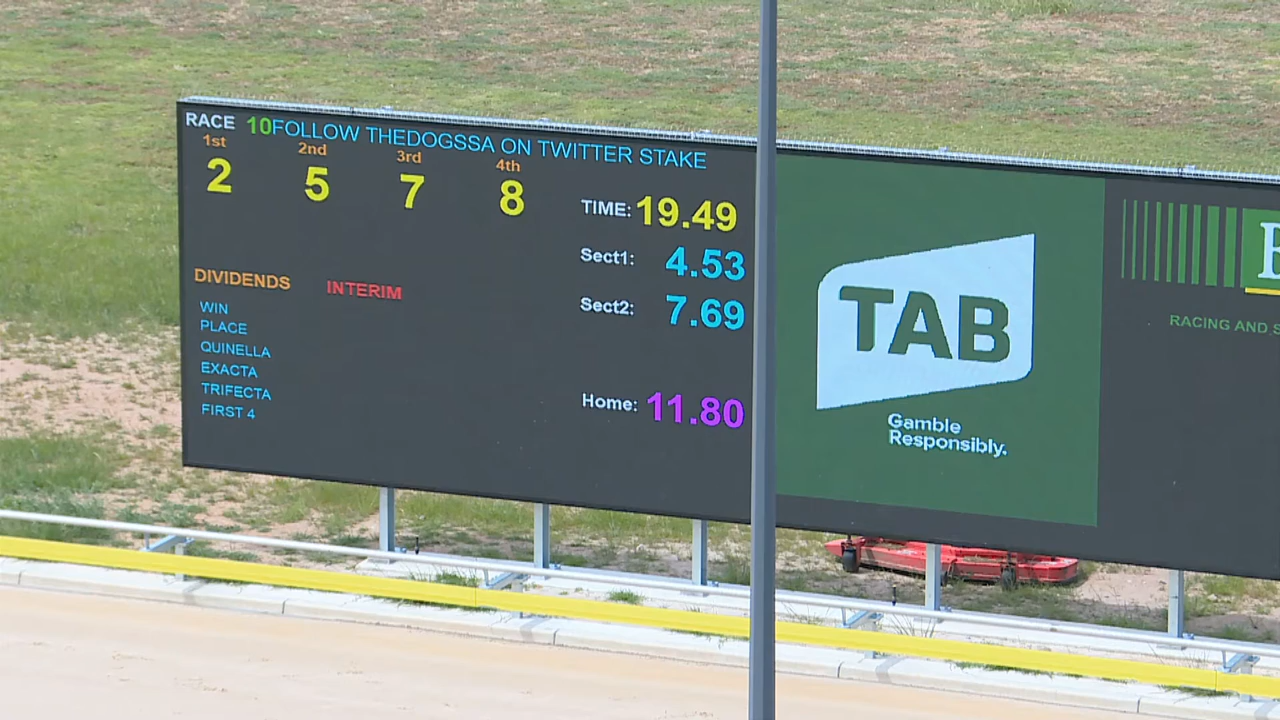 RACE 10FOLLOW THEDOGSSA ON TWITTER STAKE
1st 2nd 3rd 4th
2 5 7 8
TIME: 19.49
Sect1: 4.53
Sect2: 7.69
Home: 11.80
DIVIDENDS INTERIM
WIN
PLACE
QUINELLA
EXACTA
TRIFECTA
FIRST 4
TAB
Gamble
Responsibly.
RACING AND